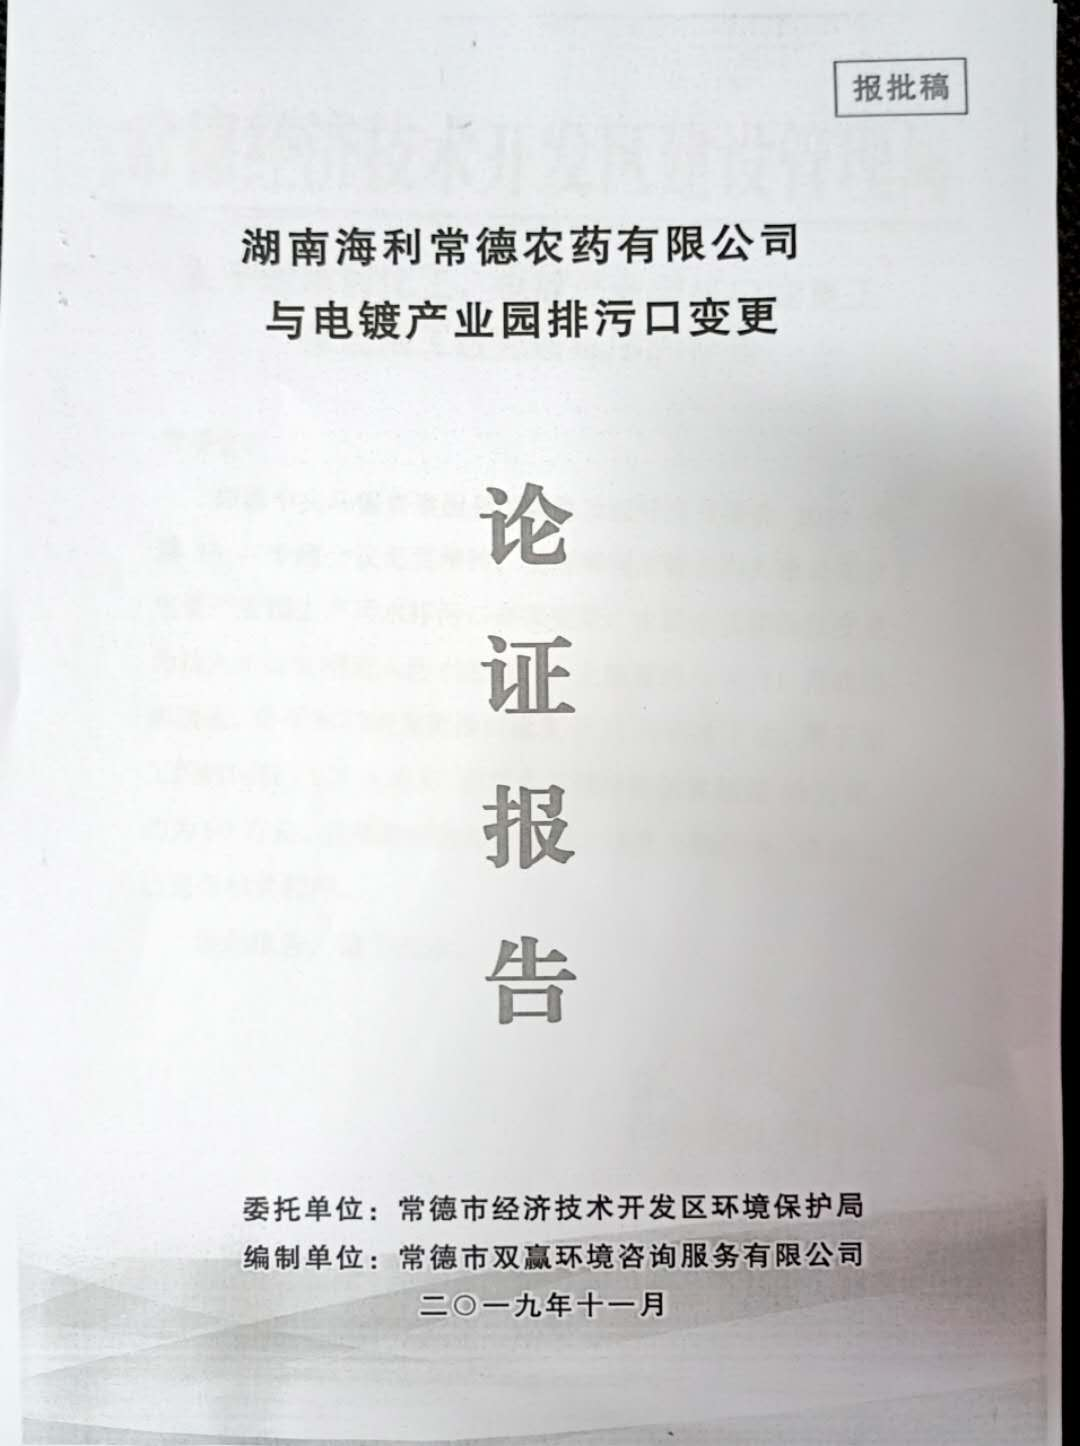 报批稿
湖南海利常德农药有限公司
与电镀产业园排污口变更
论
证
报
告
委托单位：常德市经济技术开发区环境保护局
编制单位：常德市双赢环境咨询服务有限公司
二〇一九年十一月